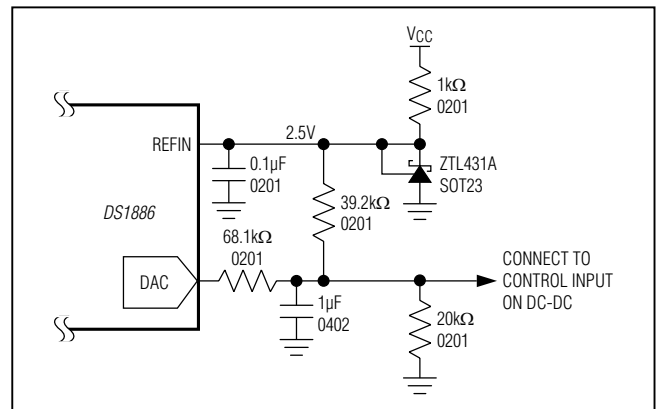 VCC
1kΩ
0201
REFIN
2.5V
0.1µF
0201
ZTL431A
SOT23
DS1886
39.2kΩ
0201
68.1kΩ
0201
DAC
CONNECT TO
CONTROL INPUT
ON DC-DC
1µF
0402
20kΩ
0201